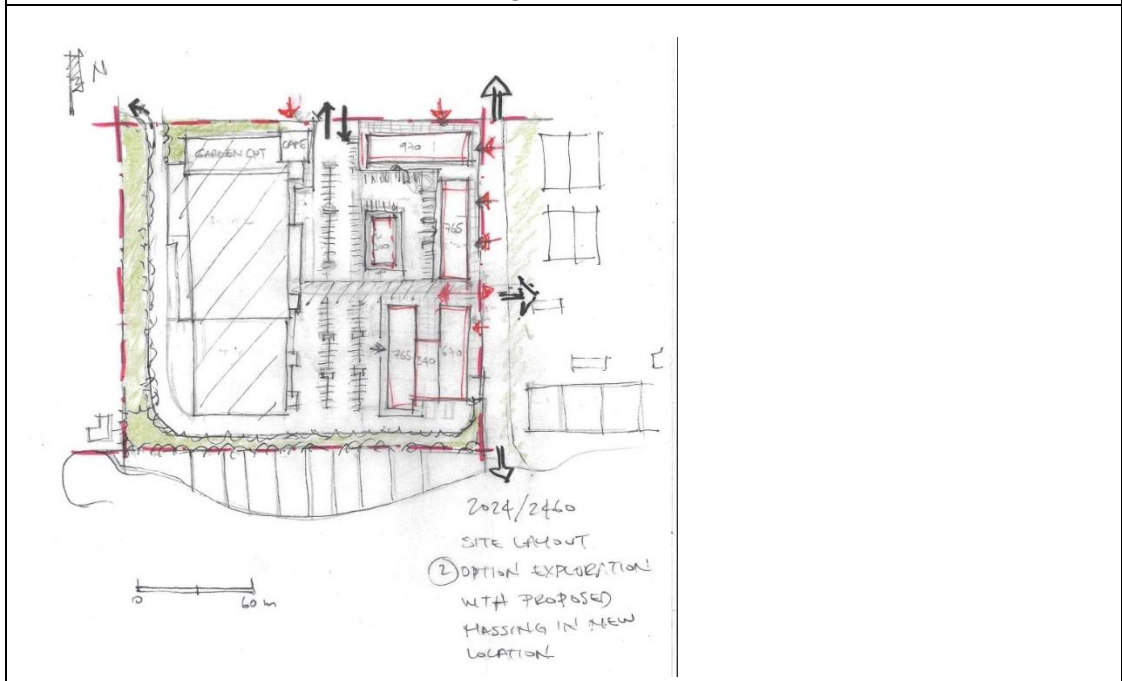 N
GARDEN CNT
CAFE
970
765
765
340
670
0
60 m
2024/2460
SITE LAYOUT
② OPTION EXPLORATION
WITH PROPOSED
MASSING IN NEW
LOCATION